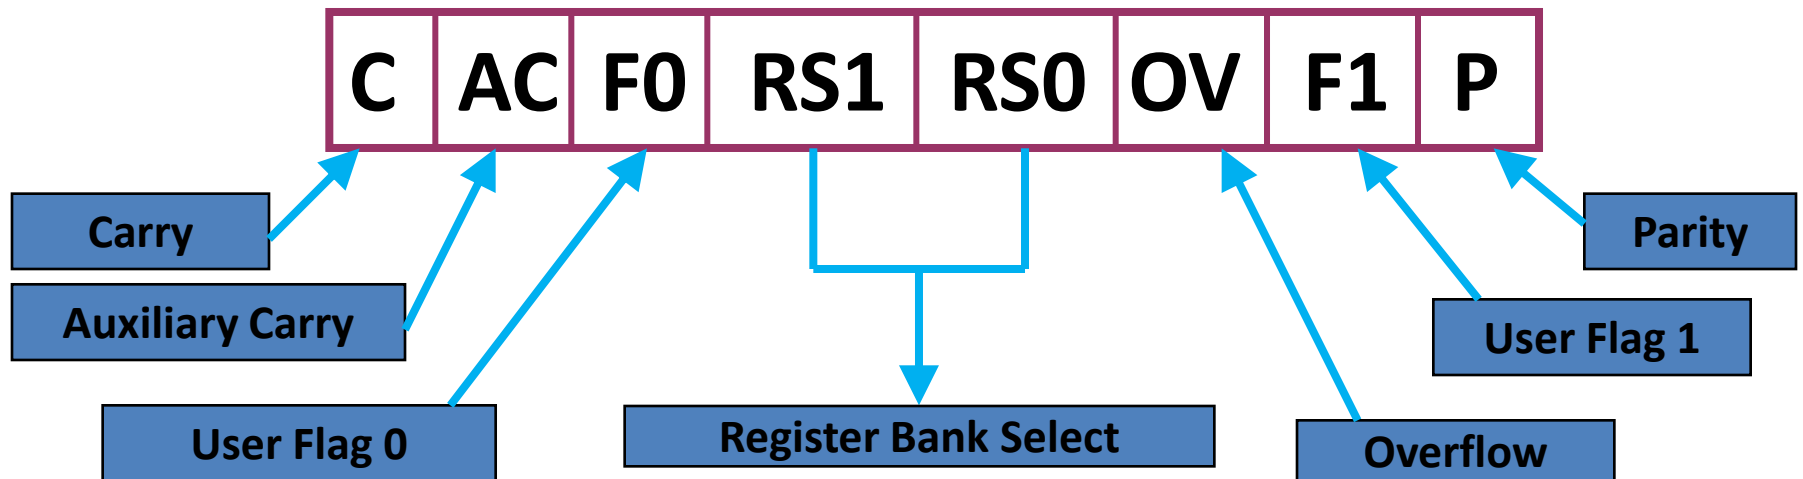 C AC F0 RS1 RS0 OV F1 P
Carry
Parity
Auxiliary Carry
User Flag 1
User Flag 0
Register Bank Select
Overflow